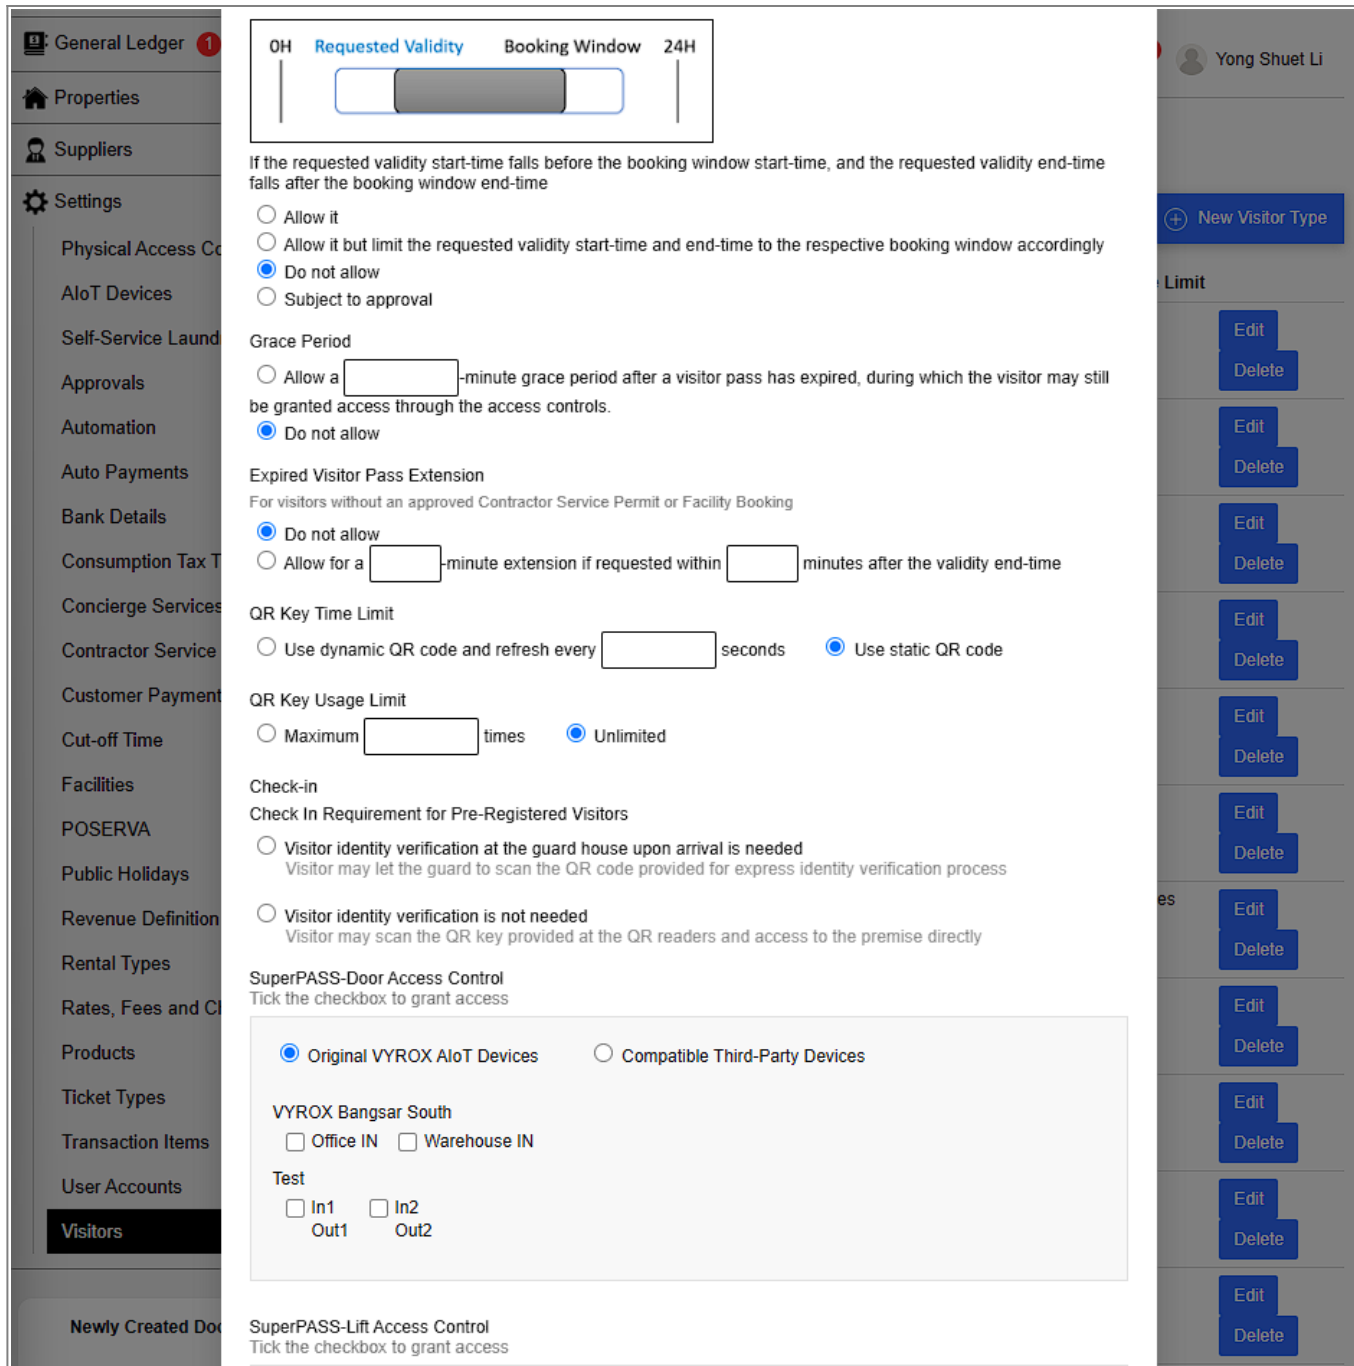 General Ledger 1
Properties
Suppliers
Settings
Physical Access Co
AIoT Devices
Self-Service Laund
Approvals
Automation
Auto Payments
Bank Details
Consumption Tax T
Concierge Services
Contractor Service
Customer Payment
Cut-off Time
Facilities
POSERVA
Public Holidays
Revenue Definition
Rental Types
Rates, Fees and Ch
Products
Ticket Types
Transaction Items
User Accounts
Visitors
Newly Created Doc
0H Requested Validity Booking Window 24H
If the requested validity start-time falls before the booking window start-time, and the requested validity end-time
falls after the booking window end-time
Allow it
Allow it but limit the requested validity start-time and end-time to the respective booking window accordingly
Do not allow
Subject to approval
Grace Period
Allow a -minute grace period after a visitor pass has expired, during which the visitor may still
be granted access through the access controls.
Do not allow
Expired Visitor Pass Extension
For visitors without an approved Contractor Service Permit or Facility Booking
Do not allow
Allow for a -minute extension if requested within minutes after the validity end-time
QR Key Time Limit
Use dynamic QR code and refresh every seconds Use static QR code
QR Key Usage Limit
Maximum times Unlimited
Check-in
Check In Requirement for Pre-Registered Visitors
Visitor identity verification at the guard house upon arrival is needed
Visitor may let the guard to scan the QR code provided for express identity verification process
Visitor identity verification is not needed
Visitor may scan the QR key provided at the QR readers and access to the premise directly
SuperPASS-Door Access Control
Tick the checkbox to grant access
Original VYROX AIoT Devices Compatible Third-Party Devices
VYROX Bangsar South
Office IN Warehouse IN
Test
In1 In2
Out1 Out2
SuperPASS-Lift Access Control
Tick the checkbox to grant access
Yong Shuet Li
New Visitor Type
Limit
Edit
Delete
Edit
Delete
Edit
Delete
Edit
Delete
Edit
Delete
Edit
Delete
es
Edit
Delete
Edit
Delete
Edit
Delete
Edit
Delete
Edit
Delete